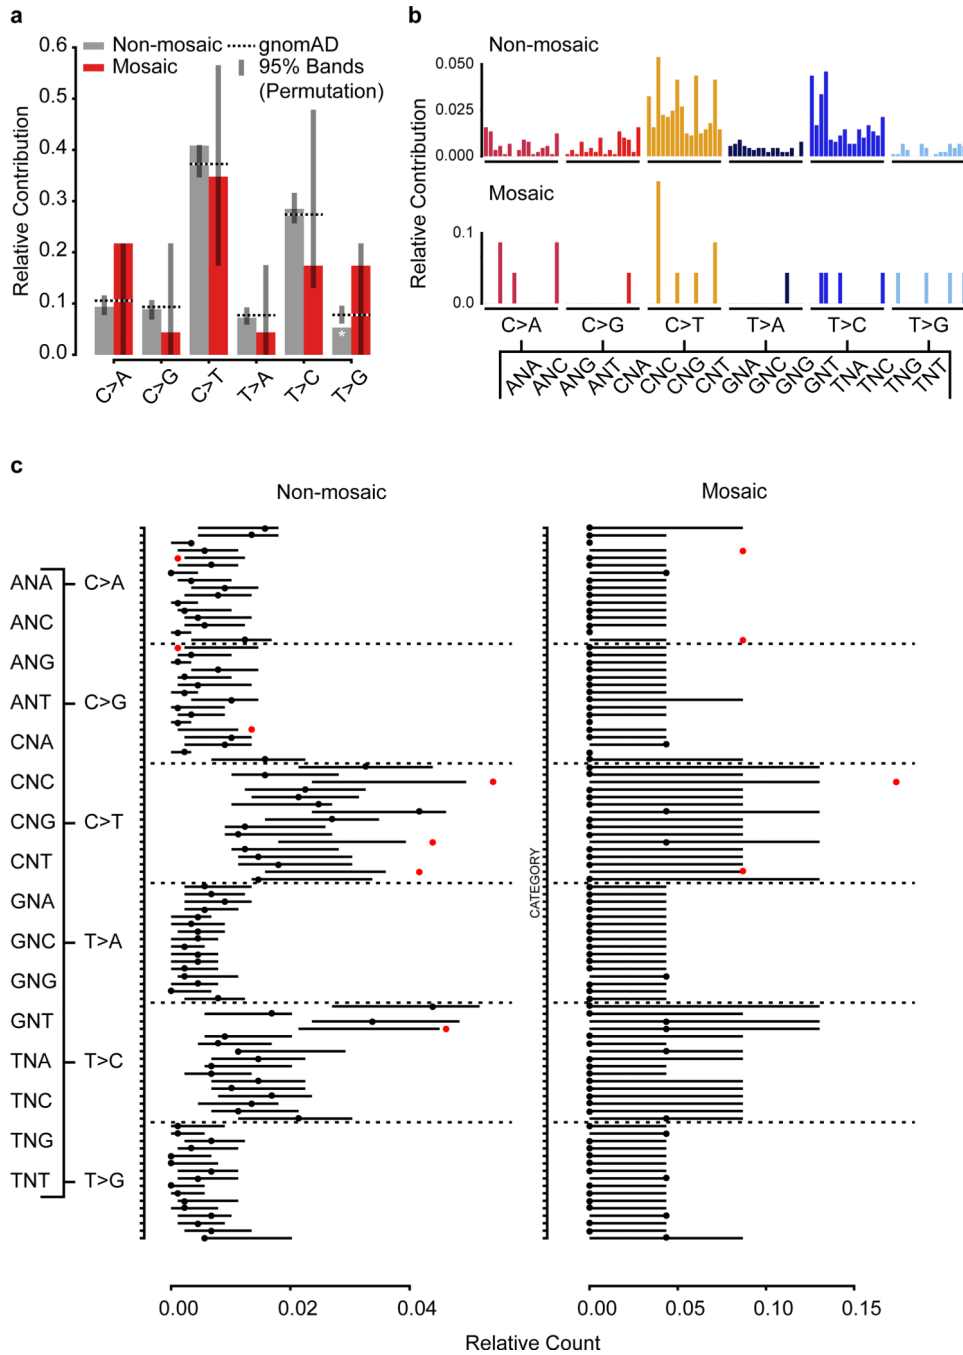 a
Relative Contribution
0.6
0.5
0.4
0.3
0.2
0.1
0.0
Non-mosaic
Mosaic
gnomAD
95% Bands
(Permutation)
*
C>A
C>G
C>T
T>A
T>C
T>G
b
Relative Contribution
Non-mosaic
0.050
0.025
0.000
Mosaic
0.1
0.0
C>A
C>G
C>T
T>A
T>C
T>G
ANA
ANC
ANG
ANT
CNA
CNC
CNG
CNT
GNA
GNC
GNG
GNT
TNA
TNC
TNG
TNT
c
Non-mosaic
Mosaic
ANA
C>A
ANC
ANG
ANT
C>G
CNA
CNC
CNG
C>T
CNT
GNA
GNC
T>A
GNG
GNT
TNA
T>C
TNC
TNG
TNT
T>G
CATEGORY
0.00
0.02
0.04
0.00
0.05
0.10
0.15
Relative Count